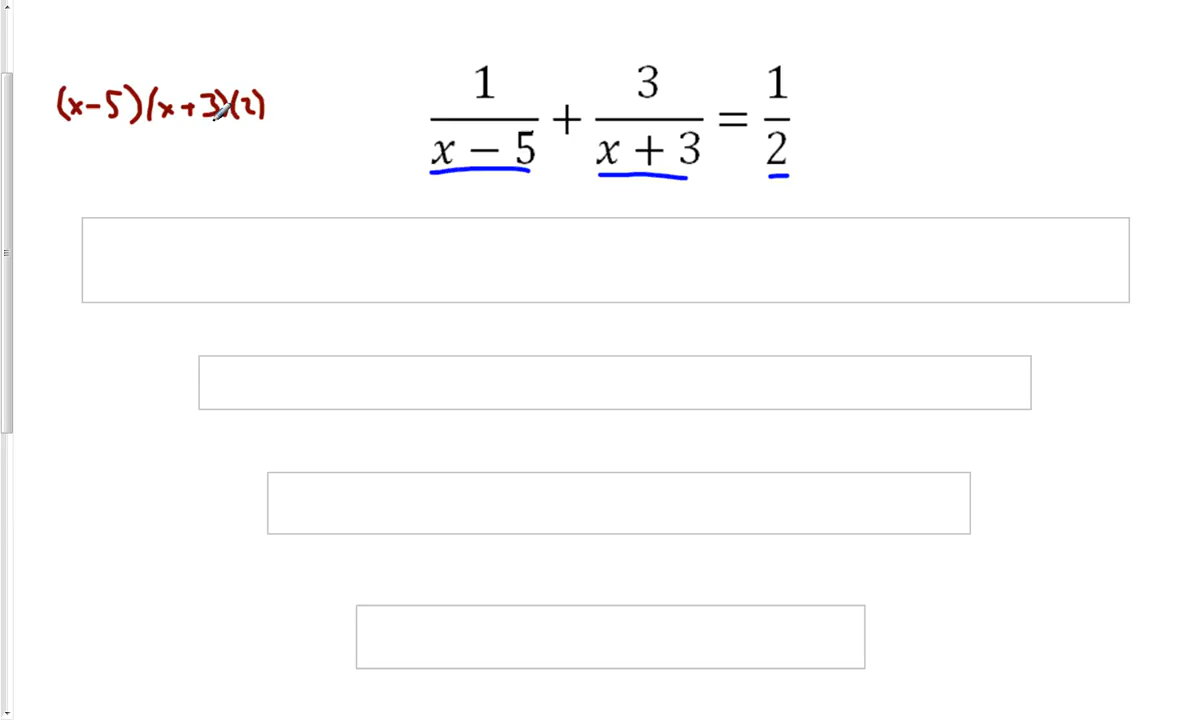 (x-5)(x+3)(2)
1/(x − 5) + 3/(x + 3) = 1/2